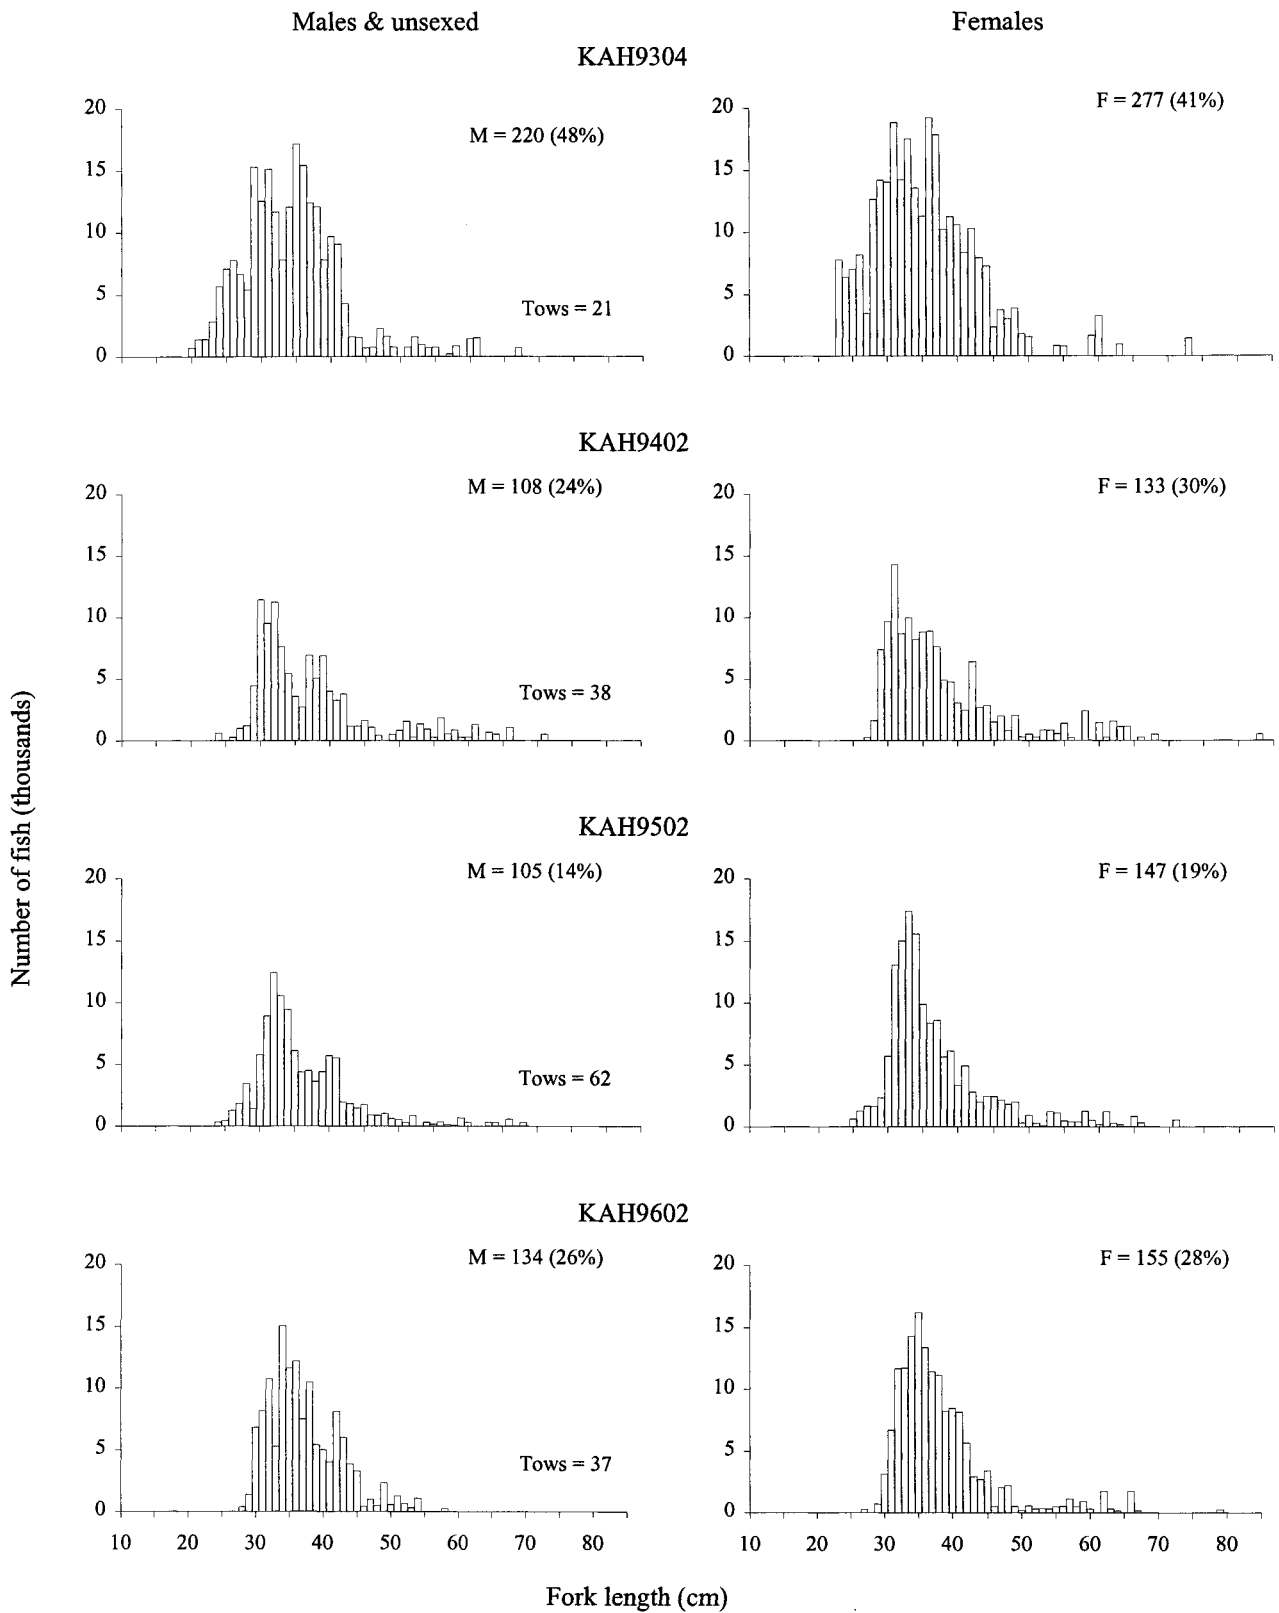 Males & unsexed Females
KAH9304
20 15 10 5 0
M = 220 (48%)
Tows = 21
20 15 10 5 0
F = 277 (41%)
KAH9402
20 15 10 5 0
M = 108 (24%)
Tows = 38
20 15 10 5 0
F = 133 (30%)
KAH9502
20 15 10 5 0
M = 105 (14%)
Tows = 62
20 15 10 5 0
F = 147 (19%)
KAH9602
20 15 10 5 0
M = 134 (26%)
Tows = 37
20 15 10 5 0
F = 155 (28%)
10 20 30 40 50 60 70 80
10 20 30 40 50 60 70 80
Number of fish (thousands)
Fork length (cm)